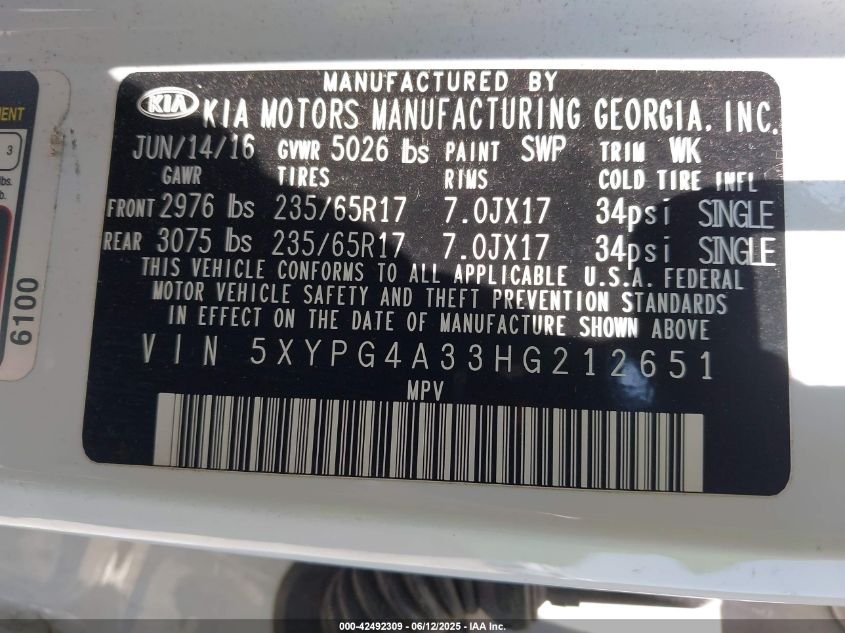 MANUFACTURED BY
KIA KIA MOTORS MANUFACTURING GEORGIA, INC.
JUN/14/16 GVWR 5026 lbs PAINT SWP TRIM WK
GAWR TIRES RIMS COLD TIRE INFL
FRONT 2976 lbs 235/65R17 7.0JX17 34psi SINGLE
REAR 3075 lbs 235/65R17 7.0JX17 34psi SINGLE
THIS VEHICLE CONFORMS TO ALL APPLICABLE U.S.A. FEDERAL
MOTOR VEHICLE SAFETY AND THEFT PREVENTION STANDARDS
IN EFFECT ON THE DATE OF MANUFACTURE SHOWN ABOVE
VIN 5XYPG4A33HG212651
MPV
3
lbs.
6100
000-42492309 - 06/12/2025 - IAA Inc.